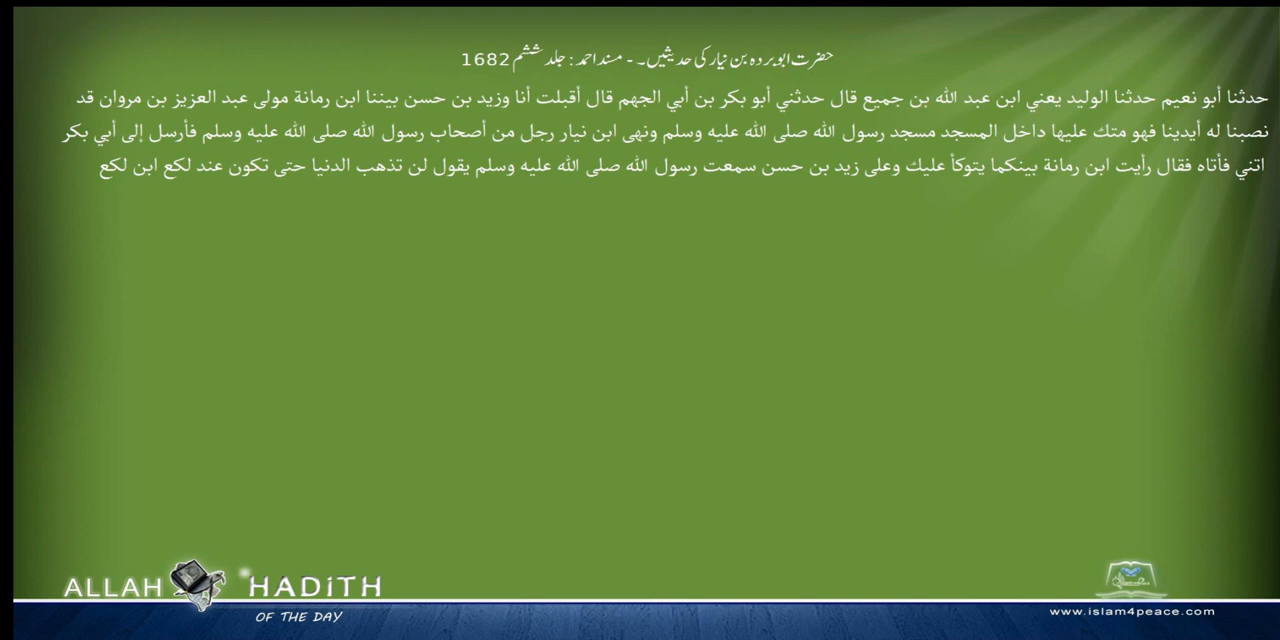 حضرت ابوبردہ بن نیار کی حدیثیں۔ - مسند احمد : جلد ششم 1682
حدثنا أبو نعيم حدثنا الوليد يعني ابن عبد الله بن جميع قال حدثني أبو بكر بن أبي الجهم قال أقبلت أنا وزيد بن حسن بيننا ابن رمانة مولى عبد العزيز بن مروان قد
نصبنا له أيدينا فهو متك عليها داخل المسجد مسجد رسول الله صلى الله عليه وسلم ونهى ابن نيار رجل من أصحاب رسول الله صلى الله عليه وسلم فأرسل إلى أبي بكر
اتني فأتاه فقال رأيت ابن رمانة بينكما يتوكأ عليك وعلى زيد بن حسن سمعت رسول الله صلى الله عليه وسلم يقول لن تذهب الدنيا حتى تكون عند لكع ابن لكع
ALLAH HADITH
OF THE DAY
www.islam4peace.com